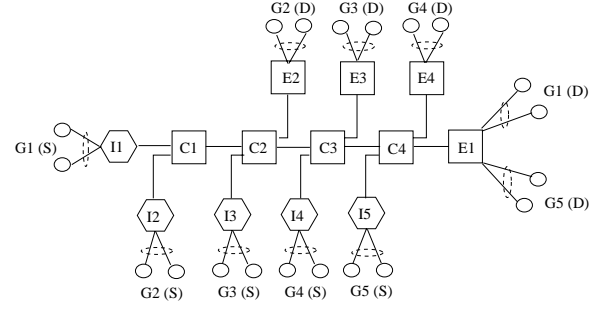 G2 (D) G3 (D) G4 (D)
E2 E3 E4
G1 (D)
G1 (S) I1 C1 C2 C3 C4 E1
I2 I3 I4 I5
G5 (D)
G2 (S) G3 (S) G4 (S) G5 (S)